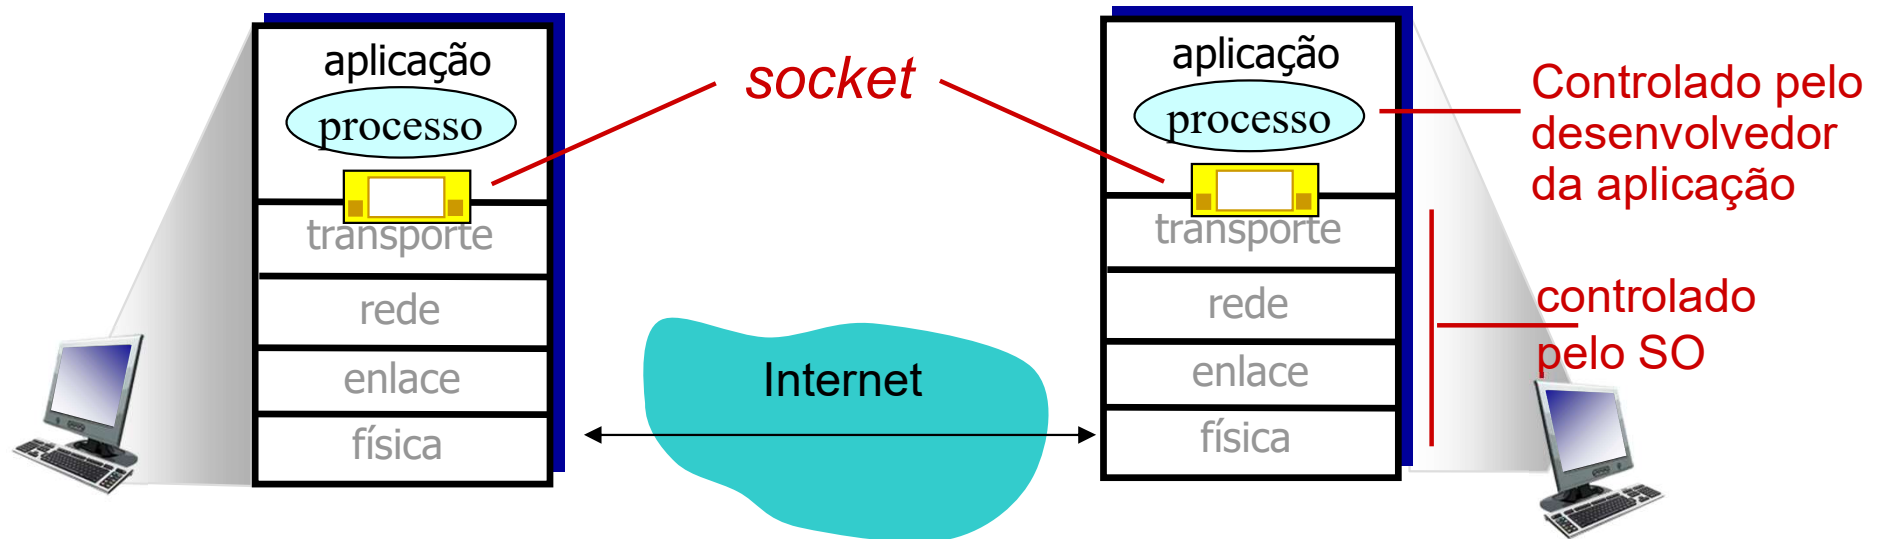 aplicação
processo
transporte
rede
enlace
física
socket
Internet
aplicação
processo
transporte
rede
enlace
física
Controlado pelo
desenvolvedor
da aplicação
controlado
pelo SO